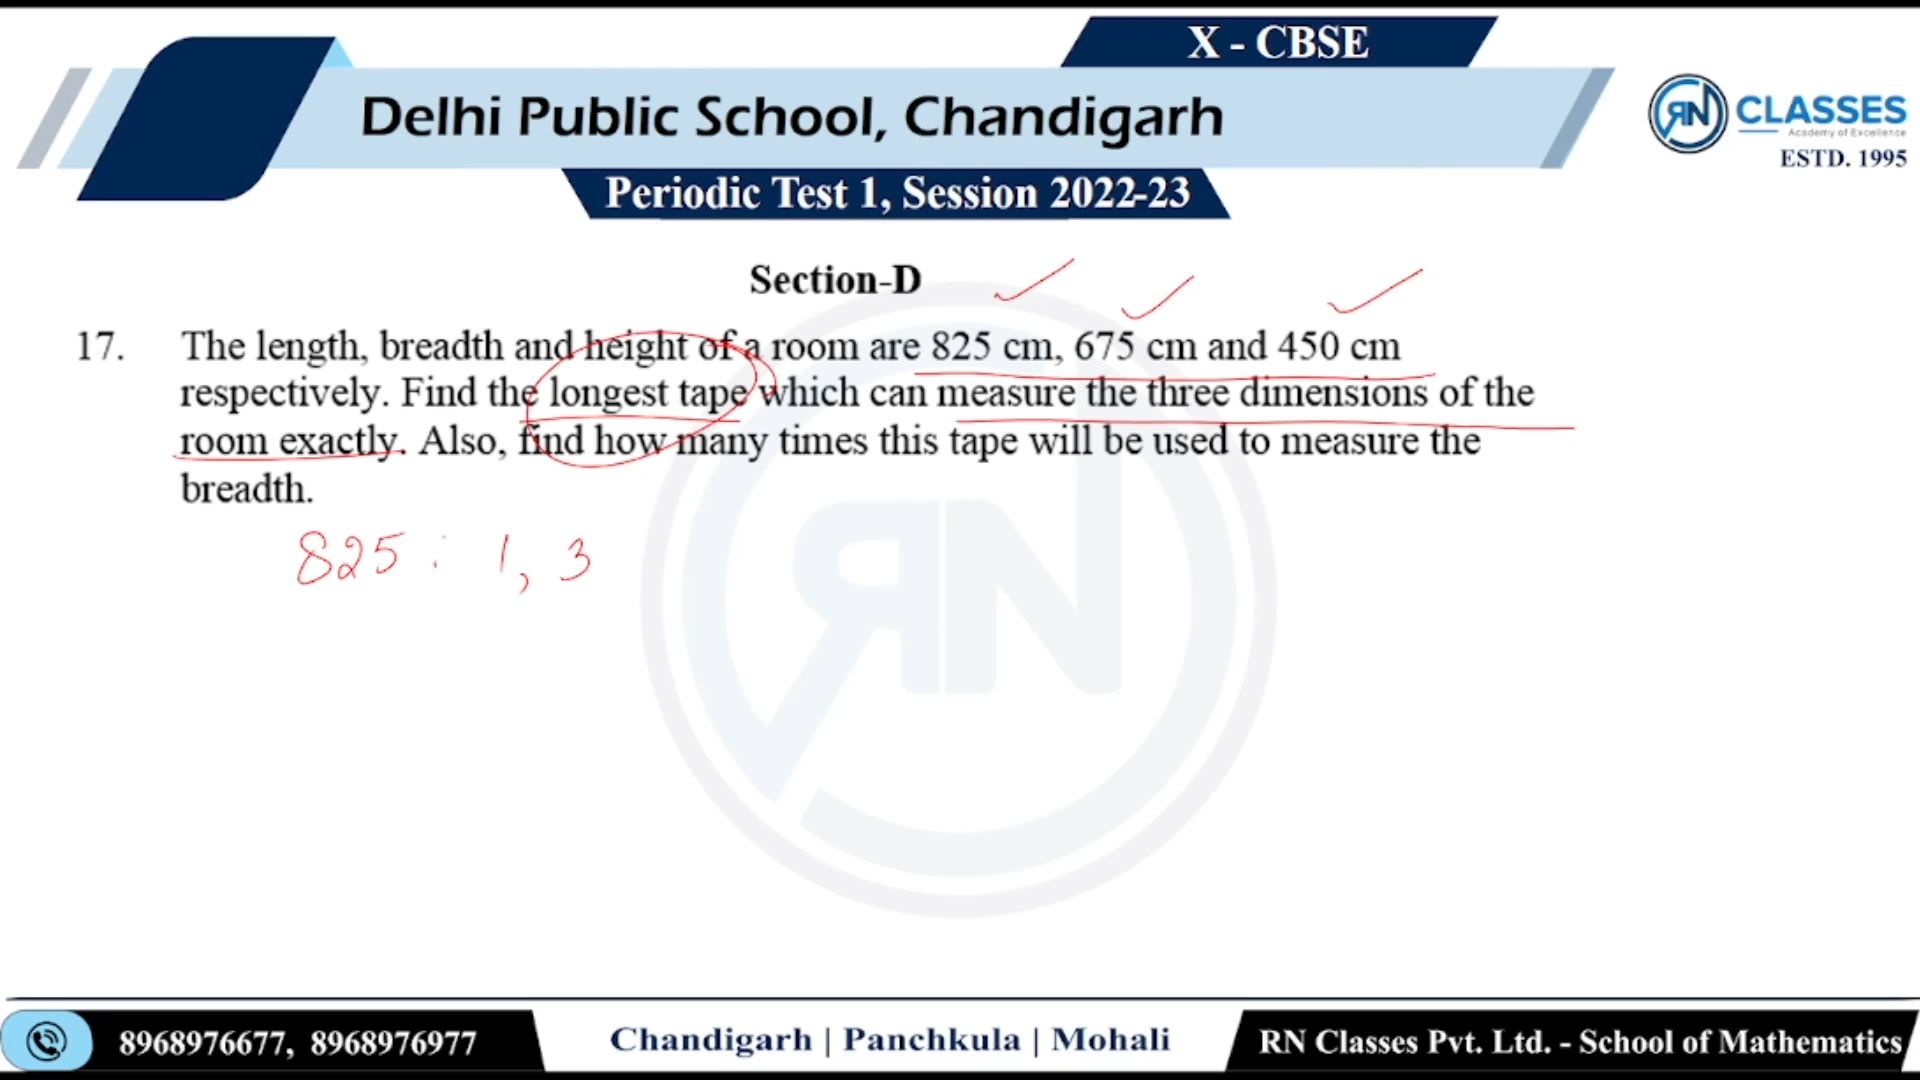 X - CBSE
Delhi Public School, Chandigarh
RN CLASSES
Academy of Excellence
ESTD. 1995
Periodic Test 1, Session 2022-23
Section-D
17. The length, breadth and height of a room are 825 cm, 675 cm and 450 cm
respectively. Find the longest tape which can measure the three dimensions of the
room exactly. Also, find how many times this tape will be used to measure the
breadth.
825 : 1, 3
RN
8968976677, 8968976977
Chandigarh | Panchkula | Mohali
RN Classes Pvt. Ltd. - School of Mathematics